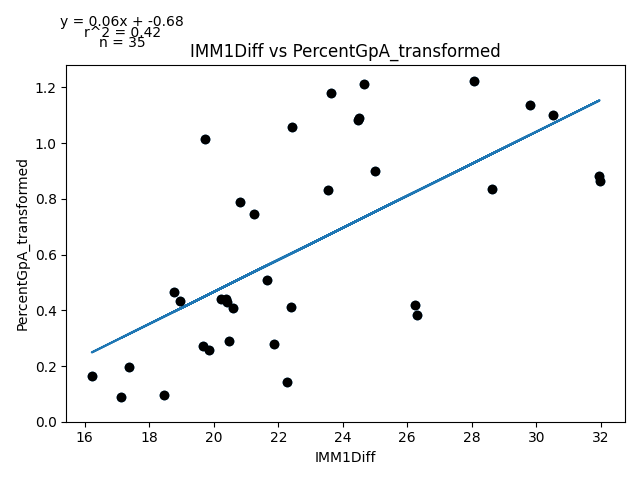 y = 0.06x + -0.68
r^2 = 0.42
n = 35
IMM1Diff vs PercentGpA_transformed
PercentGpA_transformed
1.2
1.0
0.8
0.6
0.4
0.2
0.0
16 18 20 22 24 26 28 30 32
IMM1Diff